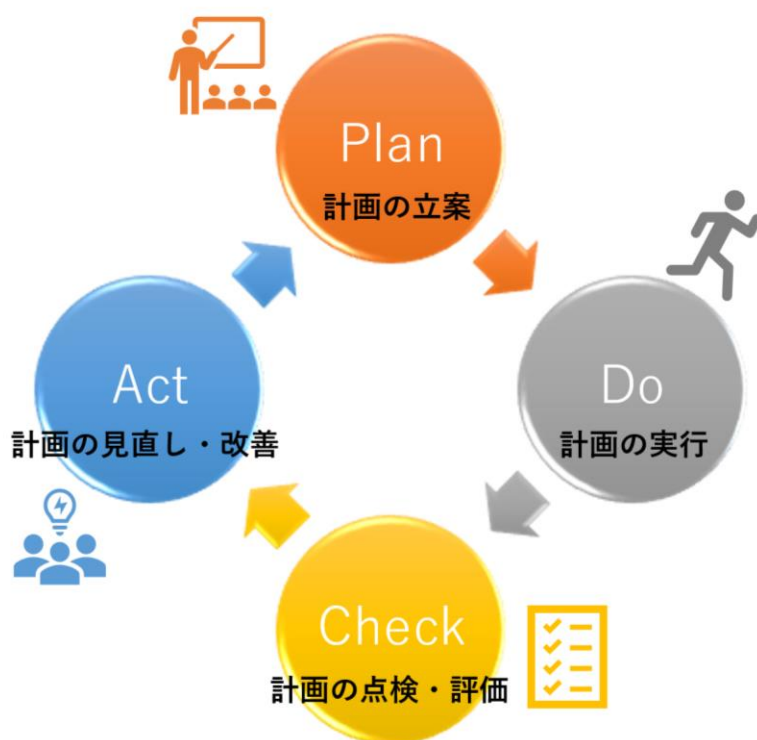 Plan
計画の立案
Do
計画の実行
Check
計画の点検・評価
Act
計画の見直し・改善